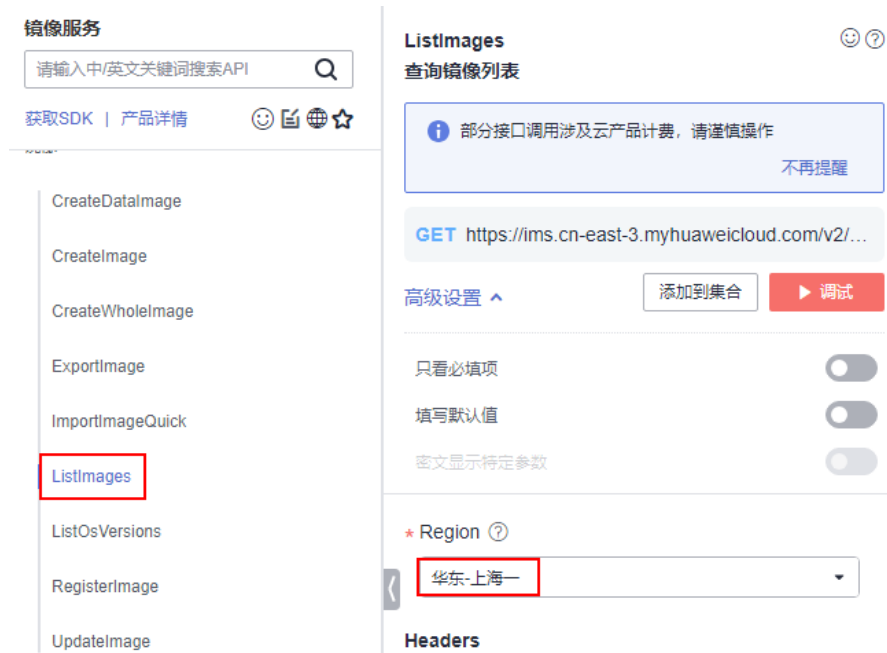 镜像服务
请输入中/英文关键词搜索API
获取SDK | 产品详情
CreateDataImage
CreateImage
CreateWholeImage
ExportImage
ImportImageQuick
ListImages
ListOsVersions
RegisterImage
UpdateImage
ListImages
查询镜像列表
部分接口调用涉及云产品计费，请谨慎操作
不再提醒
GET https://ims.cn-east-3.myhuaweicloud.com/v2/...
高级设置
添加到集合
调试
只看必填项
填写默认值
密文显示特定参数
* Region
华东-上海一
Headers